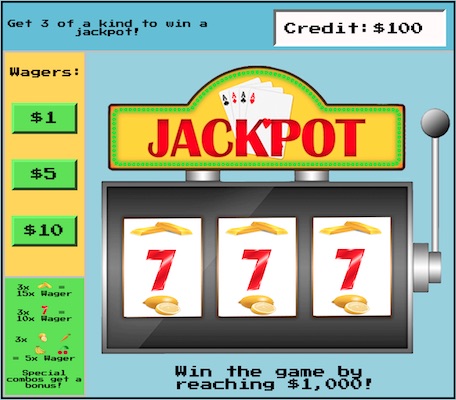 Get 3 of a kind to win a
jackpot!
Credit: $100
Wagers:
$1
$5
$10
JACKPOT
A A A A
7 7 7
3x =
15x Wager
3x 7 =
10x Wager
3x
= 5x Wager
Special
combos get a
bonus!
Win the game by
reaching $1,000!